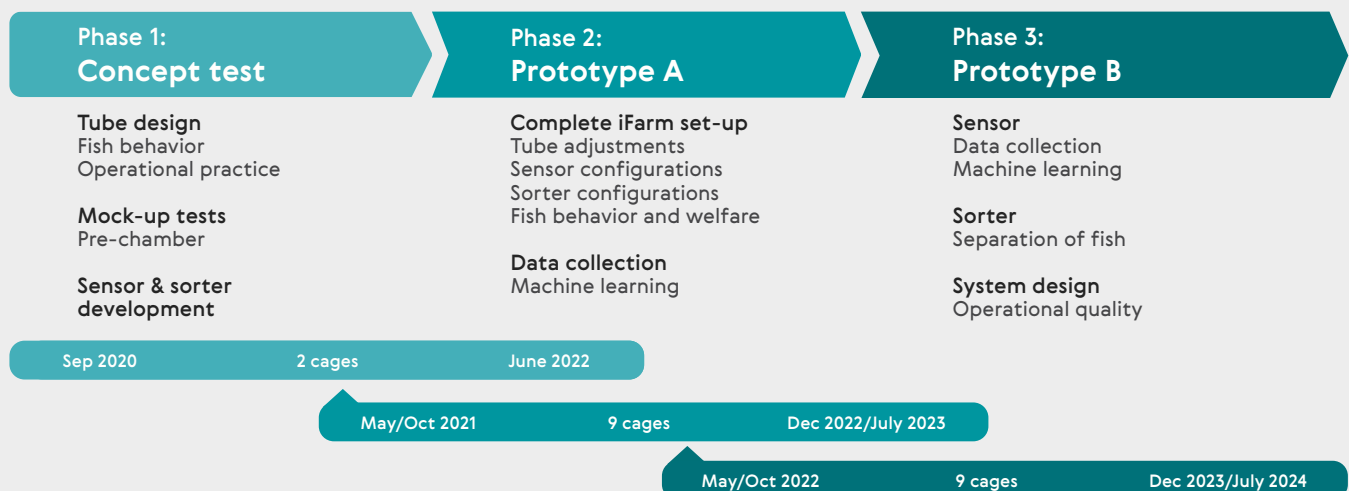 Phase 1:
Concept test
Tube design
Fish behavior
Operational practice
Mock-up tests
Pre-chamber
Sensor & sorter
development
Phase 2:
Prototype A
Complete iFarm set-up
Tube adjustments
Sensor configurations
Sorter configurations
Fish behavior and welfare
Data collection
Machine learning
Phase 3:
Prototype B
Sensor
Data collection
Machine learning
Sorter
Separation of fish
System design
Operational quality
Sep 2020 2 cages June 2022
May/Oct 2021 9 cages Dec 2022/July 2023
May/Oct 2022 9 cages Dec 2023/July 2024